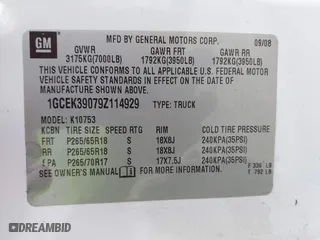 GM
MFD BY GENERAL MOTORS CORP. 09/08
GVWR GAWR FRT GAWR RR
3175KG(7000LB) 1792KG(3950LB) 1792KG(3950LB)
THIS VEHICLE CONFORMS TO ALL APPLICABLE U.S. FEDERAL
MOTOR VEHICLE SAFETY STANDARDS IN EFFECT ON THE DATE OF
MANUFACTURE SHOWN ABOVE.
1GCEK39079Z114929 TYPE: TRUCK
MODEL: K10753
KCCN TIRE SIZE SPEED RTG RIM COLD TIRE PRESSURE
FRT P265/65R18 S 18X8J 240KPA(35PSI)
RR P265/65R18 S 18X8J 240KPA(35PSI)
P265/70R17 S 17X7.5J 240KPA(35PSI)
SEE OWNER'S MANUAL
© DREAMBID